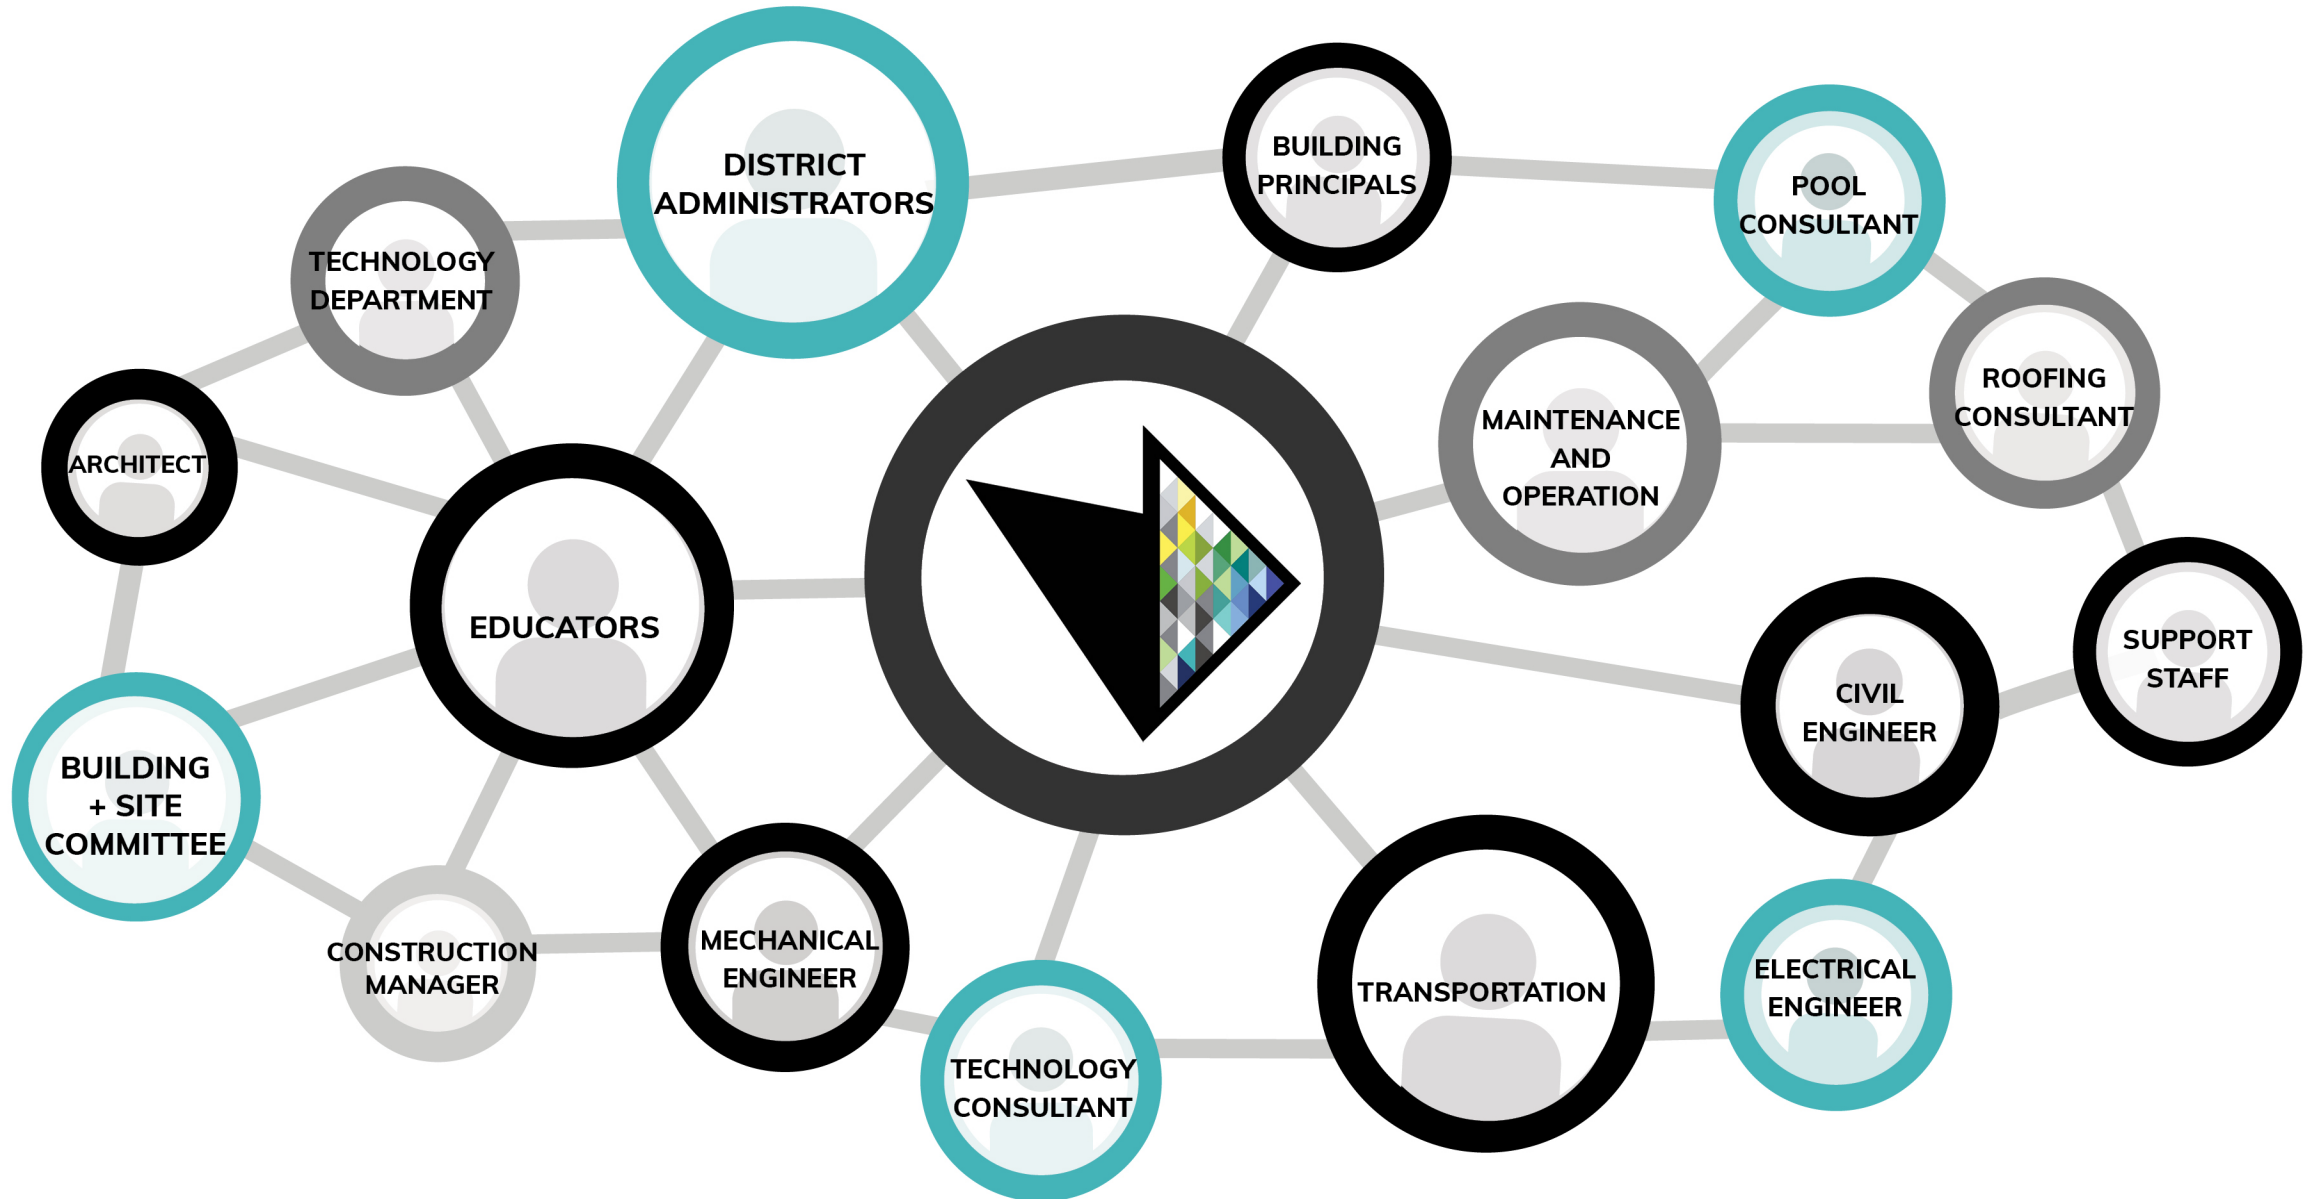 DISTRICT
ADMINISTRATORS
BUILDING
PRINCIPALS
POOL
CONSULTANT
TECHNOLOGY
DEPARTMENT
ROOFING
CONSULTANT
MAINTENANCE
AND
OPERATION
ARCHITECT
EDUCATORS
SUPPORT
STAFF
CIVIL
ENGINEER
BUILDING
+ SITE
COMMITTEE
CONSTRUCTION
MANAGER
MECHANICAL
ENGINEER
TECHNOLOGY
CONSULTANT
TRANSPORTATION
ELECTRICAL
ENGINEER